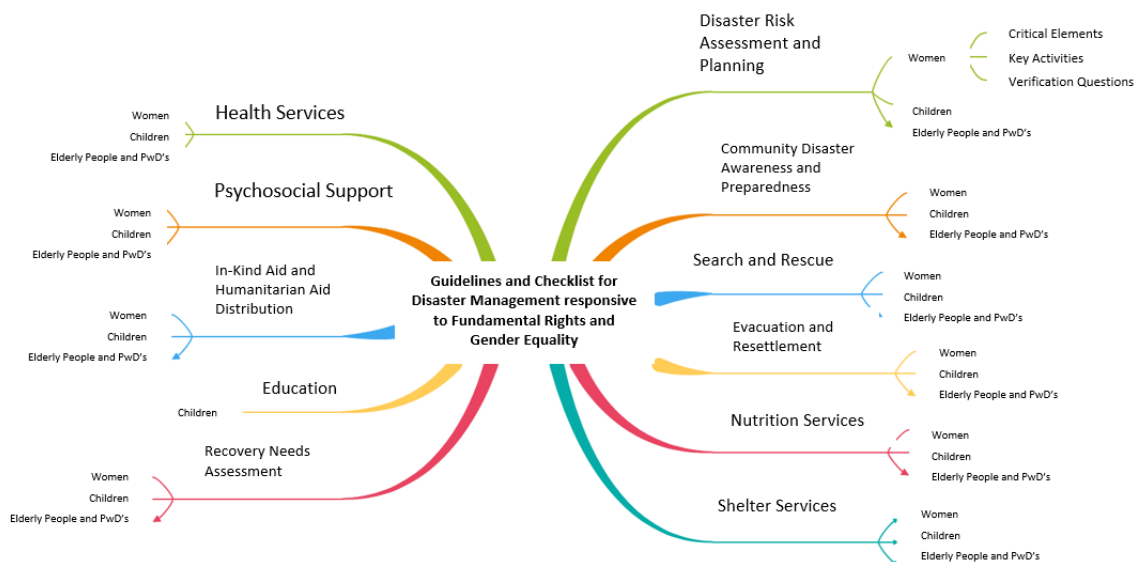 Guidelines and Checklist for
Disaster Management responsive
to Fundamental Rights and
Gender Equality
Disaster Risk
Assessment and
Planning
Women
Critical Elements
Key Activities
Verification Questions
Children
Elderly People and PwD's
Community Disaster
Awareness and
Preparedness
Women
Children
Elderly People and PwD's
Search and Rescue
Women
Children
Elderly People and PwD's
Evacuation and
Resettlement
Women
Children
Elderly People and PwD's
Nutrition Services
Women
Children
Elderly People and PwD's
Shelter Services
Women
Children
Elderly People and PwD's
Health Services
Women
Children
Elderly People and PwD's
Psychosocial Support
Women
Children
Elderly People and PwD's
In-Kind Aid and
Humanitarian Aid
Distribution
Women
Children
Elderly People and PwD's
Education
Children
Recovery Needs
Assessment
Women
Children
Elderly People and PwD's